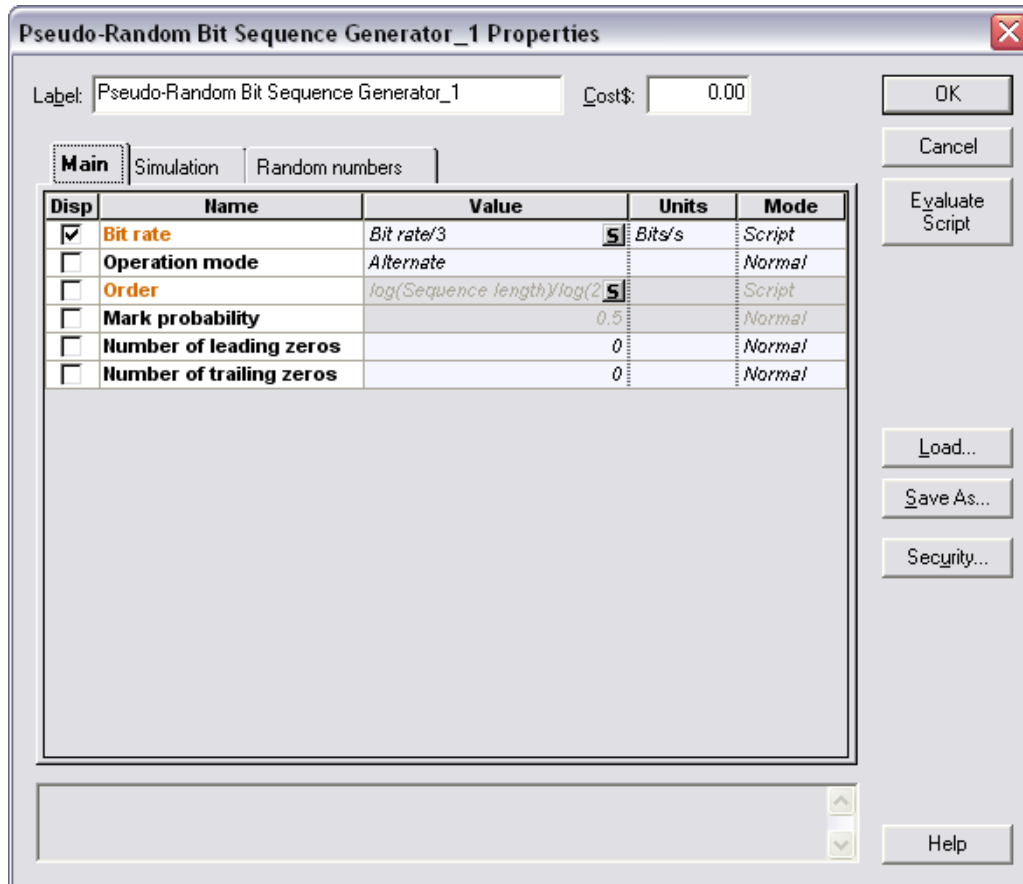 Pseudo-Random Bit Sequence Generator_1 Properties
Label: Pseudo-Random Bit Sequence Generator_1 Cost$: 0.00 OK
Cancel
Main Simulation Random numbers
Evaluate
Script
Disp Name Value Units Mode
Bit rate Bit rate/3 S Bits/s Script
Operation mode Alternate Normal
Order log(Sequence length)/log(2 S Script
Mark probability 0.5 Normal
Number of leading zeros 0 Normal
Number of trailing zeros 0 Normal
Load...
Save As...
Security...
Help